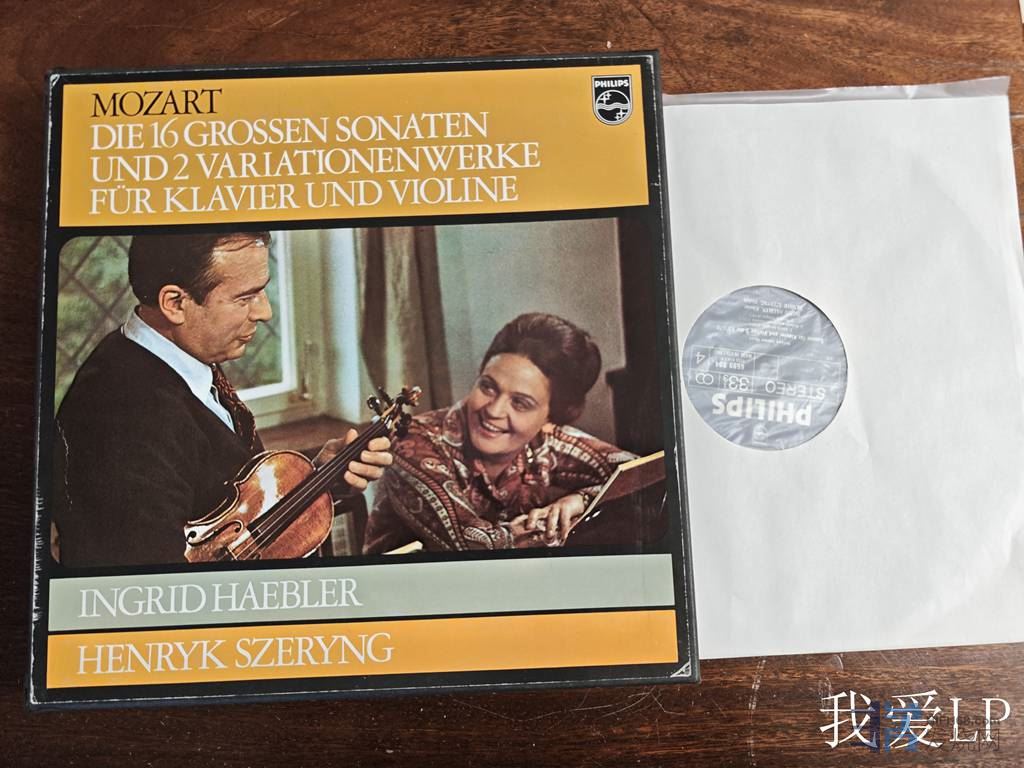 MOZART
DIE 16 GROSSEN SONATEN
UND 2 VARIATIONENWERKE
FÜR KLAVIER UND VIOLINE
PHILIPS
INGRID HAEBLER
HENRYK SZERYNG
PHILIPS
STEREO
33
4
我爱LP